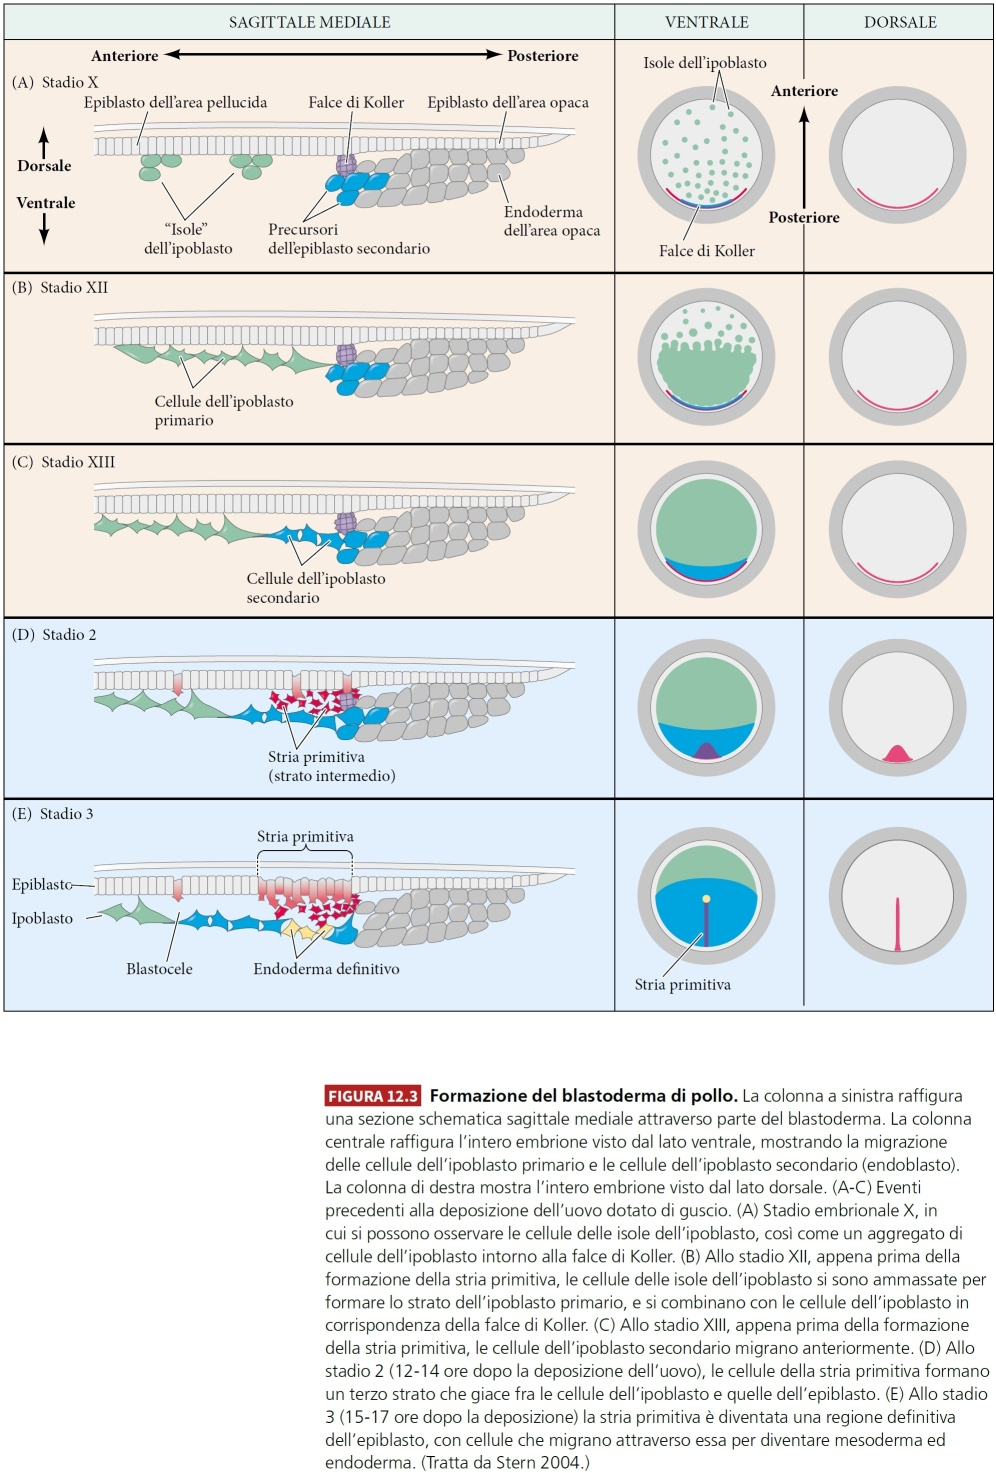 SAGITTALE MEDIALE
VENTRALE
DORSALE
Anteriore
Posteriore
(A) Stadio X
Epiblasto dell'area pellucida
Falce di Koller
Epiblasto dell'area opaca
Dorsale
Ventrale
"Isole"
dell'ipoblasto
Precursori
dell'epiblasto secondario
Endoderma
dell'area opaca
Isole dell'ipoblasto
Falce di Koller
Anteriore
Posteriore
(B) Stadio XII
Cellule dell'ipoblasto
primario
(C) Stadio XIII
Cellule dell'ipoblasto
secondario
(D) Stadio 2
Stria primitiva
(strato intermedio)
(E) Stadio 3
Stria primitiva
Epiblasto
Ipoblasto
Blastocele
Endoderma definitivo
Stria primitiva
FIGURA 12.3 Formazione del blastoderma di pollo. La colonna a sinistra raffigura
una sezione schematica sagittale mediale attraverso parte del blastoderma. La colonna
centrale raffigura l'intero embrione visto dal lato ventrale, mostrando la migrazione
delle cellule dell'ipoblasto primario e le cellule dell'ipoblasto secondario (endoblasto).
La colonna di destra mostra l'intero embrione visto dal lato dorsale. (A-C) Eventi
precedenti alla deposizione dell'uovo dotato di guscio. (A) Stadio embrionale X, in
cui si possono osservare le cellule delle isole dell'ipoblasto, così come un aggregato di
cellule dell'ipoblasto intorno alla falce di Koller. (B) Allo stadio XII, appena prima della
formazione della stria primitiva, le cellule delle isole dell'ipoblasto si sono ammassate per
formare lo strato dell'ipoblasto primario, e si combinano con le cellule dell'ipoblasto in
corrispondenza della falce di Koller. (C) Allo stadio XIII, appena prima della formazione
della stria primitiva, le cellule dell'ipoblasto secondario migrano anteriormente. (D) Allo
stadio 2 (12-14 ore dopo la deposizione dell'uovo), le cellule della stria primitiva formano
un terzo strato che giace fra le cellule dell'ipoblasto e quelle dell'epiblasto. (E) Allo stadio
3 (15-17 ore dopo la deposizione) la stria primitiva è diventata una regione definitiva
dell'epiblasto, con cellule che migrano attraverso essa per diventare mesoderma ed
endoderma. (Tratta da Stern 2004.)